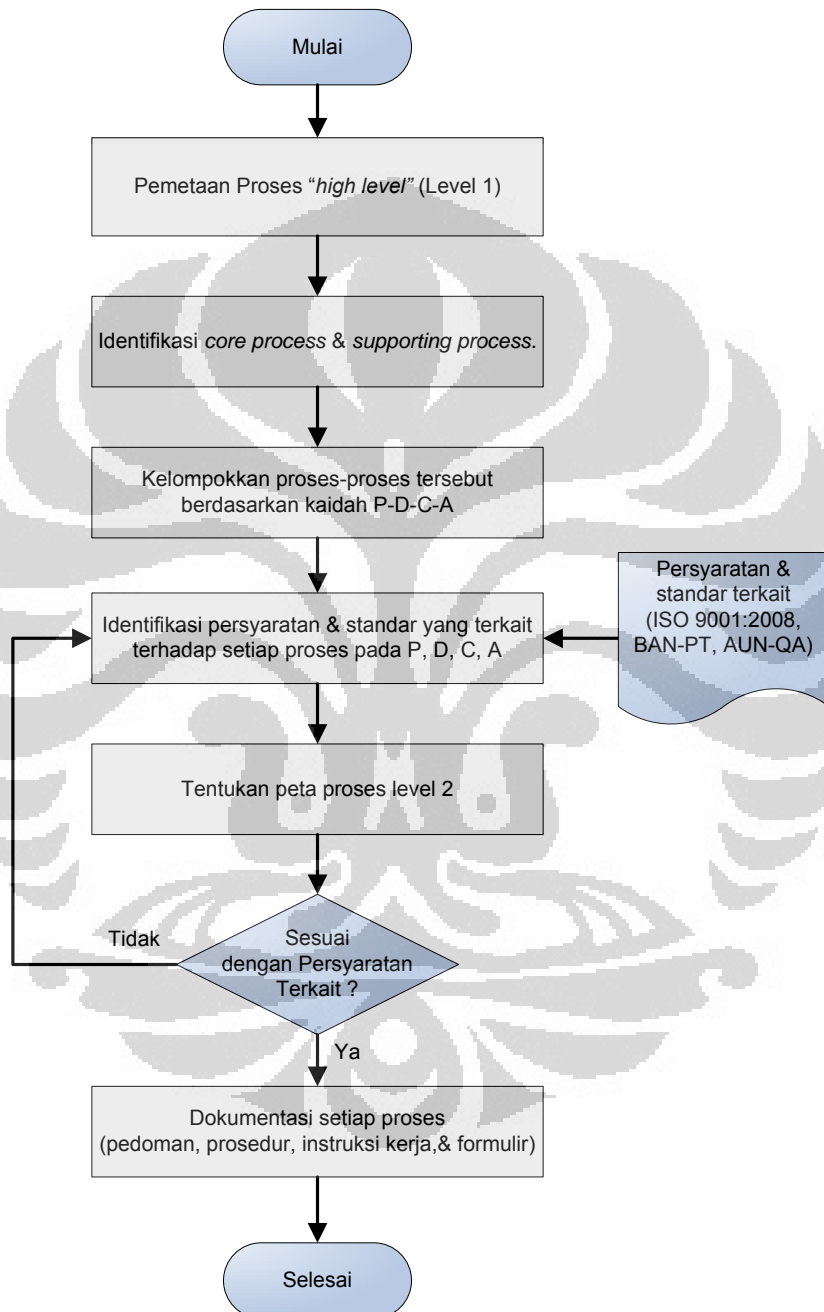 Mulai
Pemetaan Proses “high level” (Level 1)
Identifikasi core process & supporting process.
Kelompokkan proses-proses tersebut
berdasarkan kaidah P-D-C-A
Identifikasi persyaratan & standar yang terkait
terhadap setiap proses pada P, D, C, A
Persyaratan &
standar terkait
(ISO 9001:2008,
BAN-PT, AUN-QA)
Tentukan peta proses level 2
Sesuai
dengan Persyaratan
Terkait ?
Tidak
Ya
Dokumentasi setiap proses
(pedoman, prosedur, instruksi kerja,& formulir)
Selesai